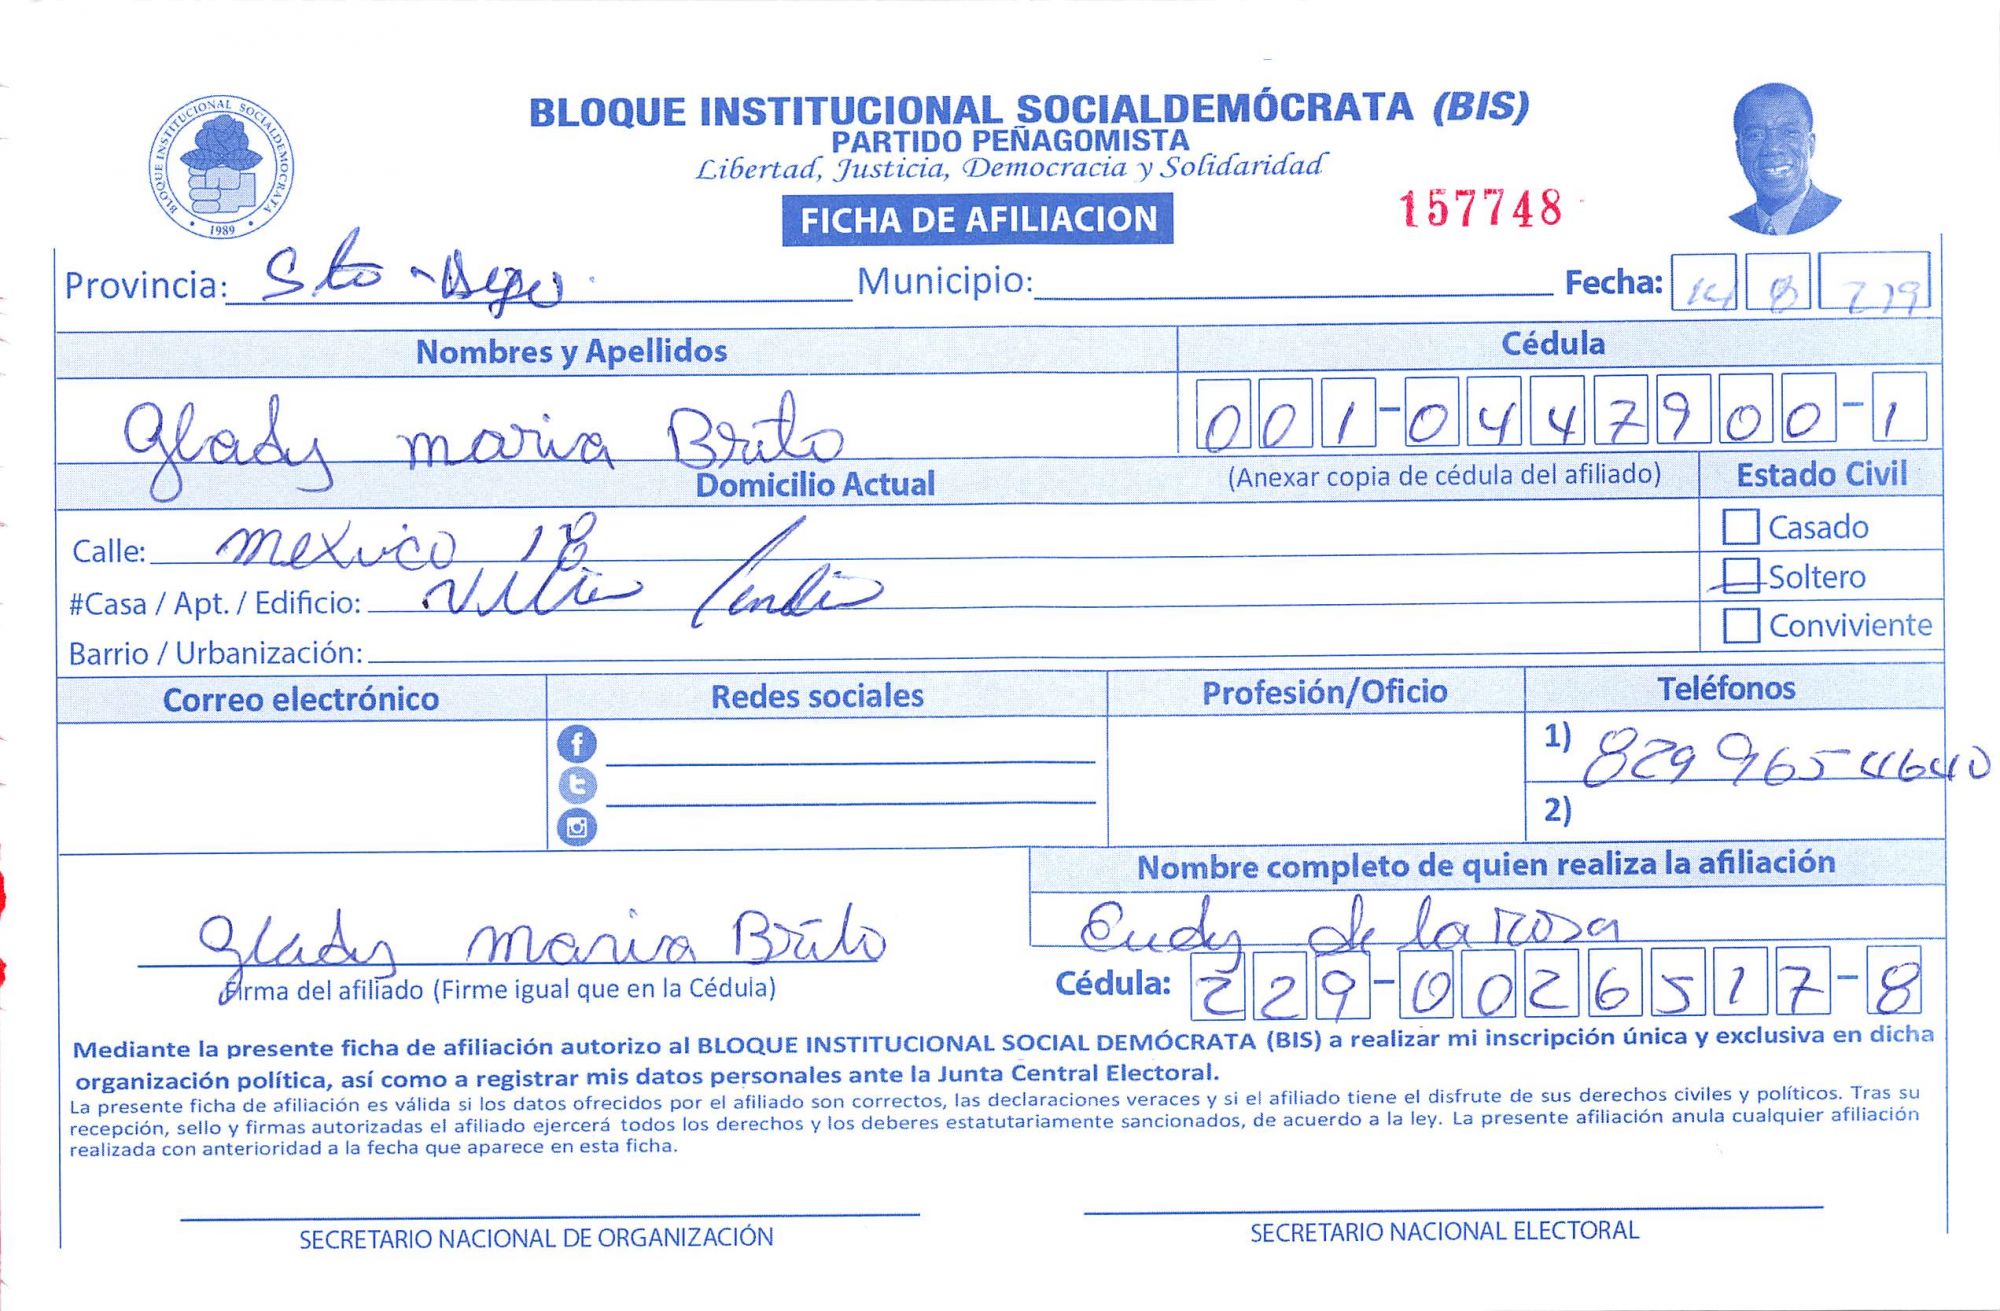 BLOQUE INSTITUCIONAL SOCIALDEMOCRATA
1989
BLOQUE INSTITUCIONAL SOCIALDEMÓCRATA (BIS)
PARTIDO PEÑAGOMISTA
Libertad, Justicia, Democracia y Solidaridad
FICHA DE AFILIACION
157748
Provincia: Sto Municipio: Fecha: 14 8
Nombres y Apellidos Cédula
Glady maria Brito 001-0447900-1
Domicilio Actual (Anexar copia de cédula del afiliado) Estado Civil
Calle: mexico 18 Casado
#Casa / Apt. / Edificio: Soltero
Barrio / Urbanización: Conviviente
Correo electrónico Redes sociales Profesión/Oficio Teléfonos
1) 829 965 4640
2)
Nombre completo de quien realiza la afiliación
Glady maria Brito Eudy de la rosa
Firma del afiliado (Firme igual que en la Cédula) Cédula: 229-0026517-8
Mediante la presente ficha de afiliación autorizo al BLOQUE INSTITUCIONAL SOCIAL DEMÓCRATA (BIS) a realizar mi inscripción única y exclusiva en dicha
organización política, así como a registrar mis datos personales ante la Junta Central Electoral.
La presente ficha de afiliación es válida si los datos ofrecidos por el afiliado son correctos, las declaraciones veraces y si el afiliado tiene el disfrute de sus derechos civiles y políticos. Tras su
recepción, sello y firmas autorizadas el afiliado ejercerá todos los derechos y los deberes estatutariamente sancionados, de acuerdo a la ley. La presente afiliación anula cualquier afiliación
realizada con anterioridad a la fecha que aparece en esta ficha.
SECRETARIO NACIONAL DE ORGANIZACIÓN SECRETARIO NACIONAL ELECTORAL